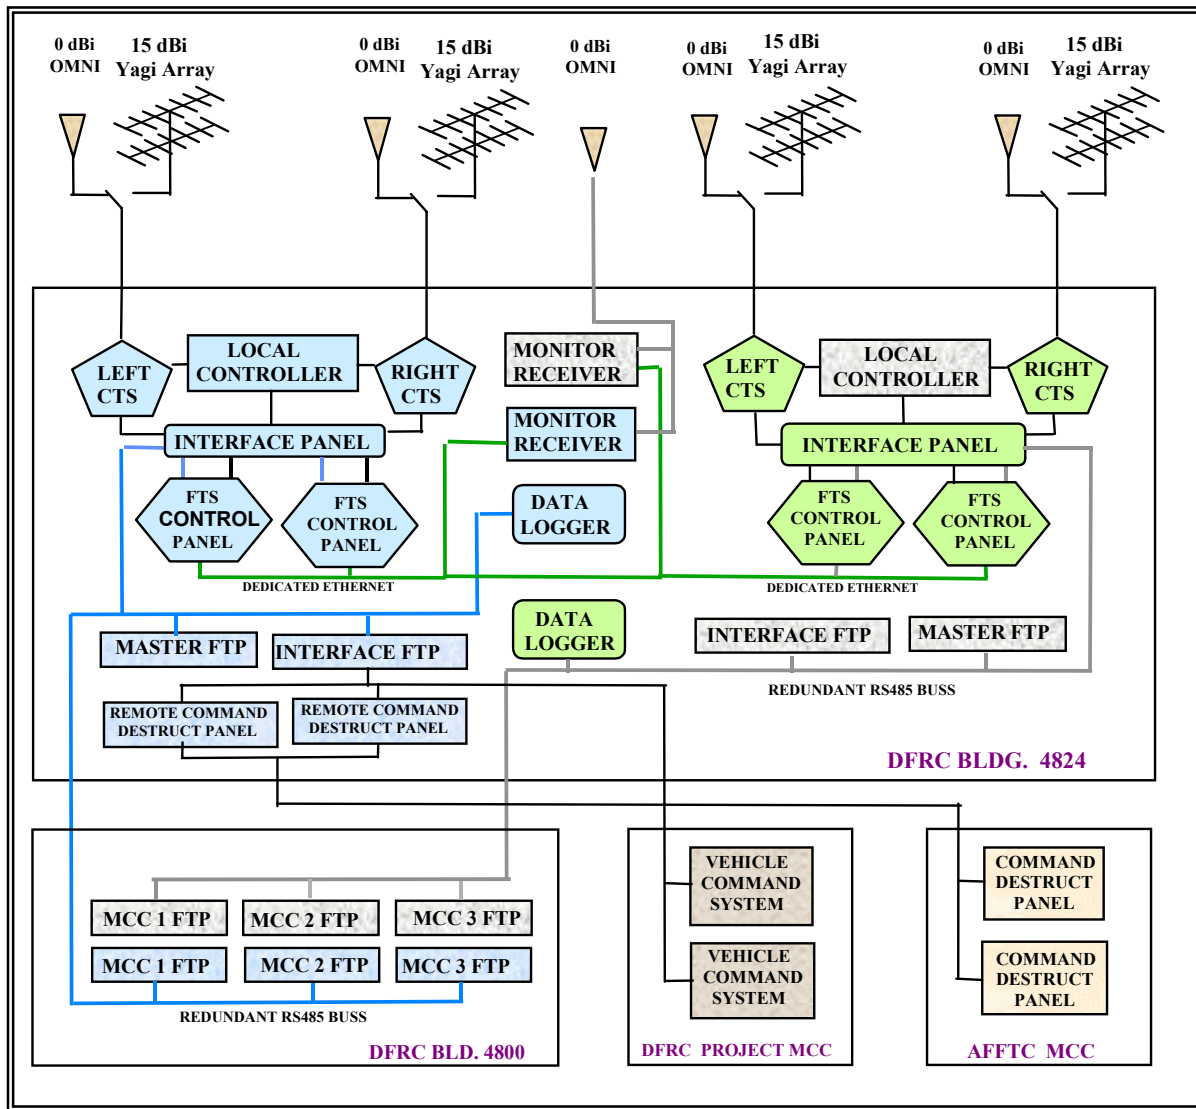 0 dBi
OMNI
15 dBi
Yagi Array
0 dBi
OMNI
15 dBi
Yagi Array
0 dBi
OMNI
0 dBi
OMNI
15 dBi
Yagi Array
0 dBi
OMNI
15 dBi
Yagi Array
LEFT
CTS
LOCAL
CONTROLLER
RIGHT
CTS
MONITOR
RECEIVER
LEFT
CTS
LOCAL
CONTROLLER
RIGHT
CTS
INTERFACE PANEL
MONITOR
RECEIVER
INTERFACE PANEL
FTS
CONTROL
PANEL
FTS
CONTROL
PANEL
DATA
LOGGER
FTS
CONTROL
PANEL
FTS
CONTROL
PANEL
DEDICATED ETHERNET
DEDICATED ETHERNET
MASTER FTP
INTERFACE FTP
DATA
LOGGER
INTERFACE FTP
MASTER FTP
REDUNDANT RS485 BUSS
REMOTE COMMAND
DESTRUCT PANEL
REMOTE COMMAND
DESTRUCT PANEL
DFRC BLDG. 4824
MCC 1 FTP
MCC 2 FTP
MCC 3 FTP
MCC 1 FTP
MCC 2 FTP
MCC 3 FTP
REDUNDANT RS485 BUSS
DFRC BLD. 4800
VEHICLE
COMMAND
SYSTEM
VEHICLE
COMMAND
SYSTEM
DFRC PROJECT MCC
COMMAND
DESTRUCT
PANEL
COMMAND
DESTRUCT
PANEL
AFFTC MCC